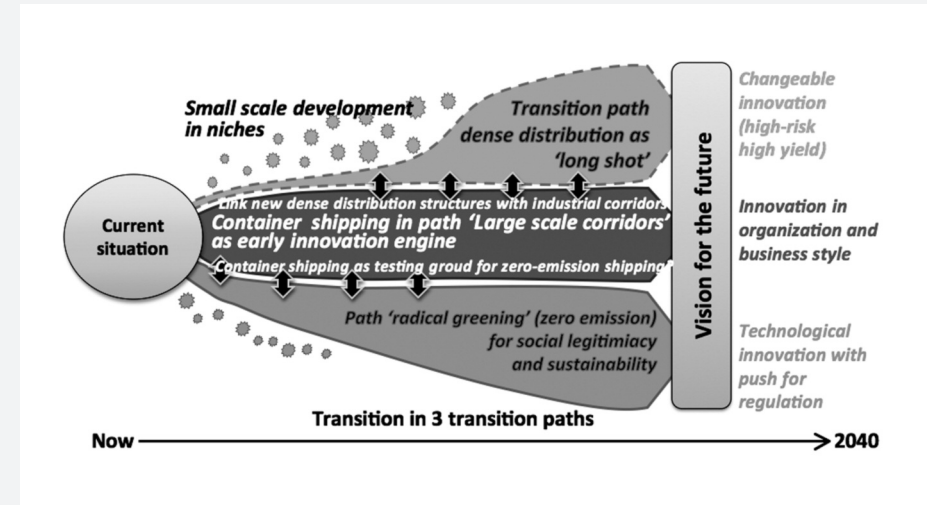 Small scale development
in niches
Transition path
dense distribution as
‘long shot’
Changeable
innovation
(high-risk
high yield)
Current
situation
Link new dense distribution structures with industrial corridors
Container shipping in path ‘Large scale corridors’
as early innovation engine
Container shipping as testing groud for zero-emission shipping
Vision for the future
Innovation in
organization and
business style
Path ‘radical greening’ (zero emission)
for social legitimiacy
and sustainability
Technological
innovation with
push for
regulation
Transition in 3 transition paths
Now
2040